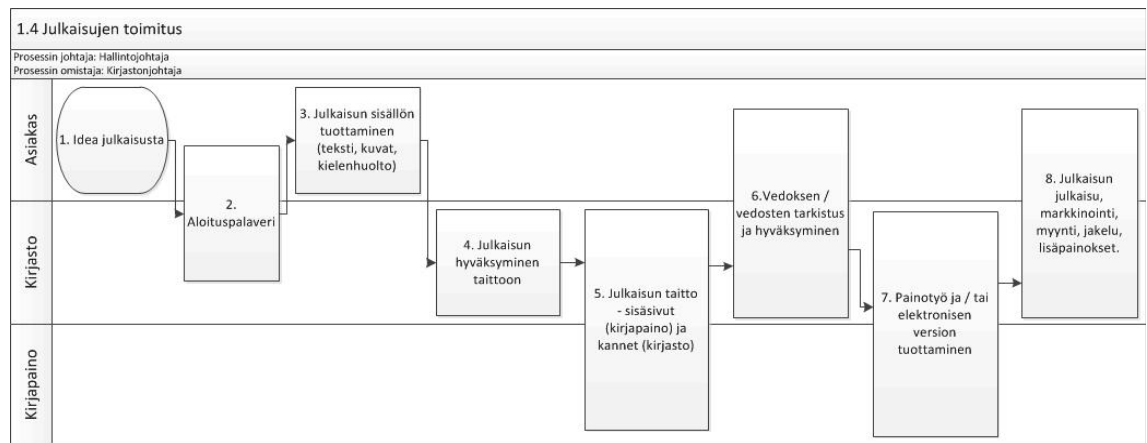 1.4 Julkaisujen toimitus
Prosessin johtaja: Hallintojohtaja
Prosessin omistaja: Kirjastonjohtaja
Asiakas
Kirjasto
Kirjapaino
1. Idea julkaisusta
2.
Aloituspalaveri
3. Julkaisun sisällön
tuottaminen
(teksti, kuvat,
kielenhuolto)
4. Julkaisun
hyväksyminen
taittoon
5. Julkaisun taitto
- sisäsivut
(kirjapaino) ja
kannet (kirjasto)
6.Vedoksen /
vedosten tarkistus
ja hyväksyminen
7. Painotyö ja / tai
elektronisen
version
tuottaminen
8. Julkaisun
julkaisu,
markkinointi,
myynti, jakelu,
lisäpainokset.